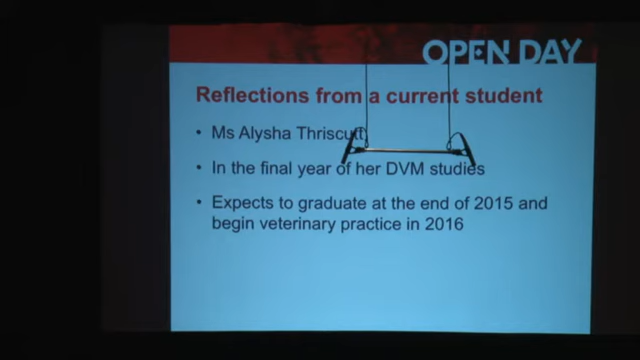 OPEN DAY
Reflections from a current student
• Ms Alysha Thriscutt
• In the final year of her DVM studies
• Expects to graduate at the end of 2015 and
begin veterinary practice in 2016